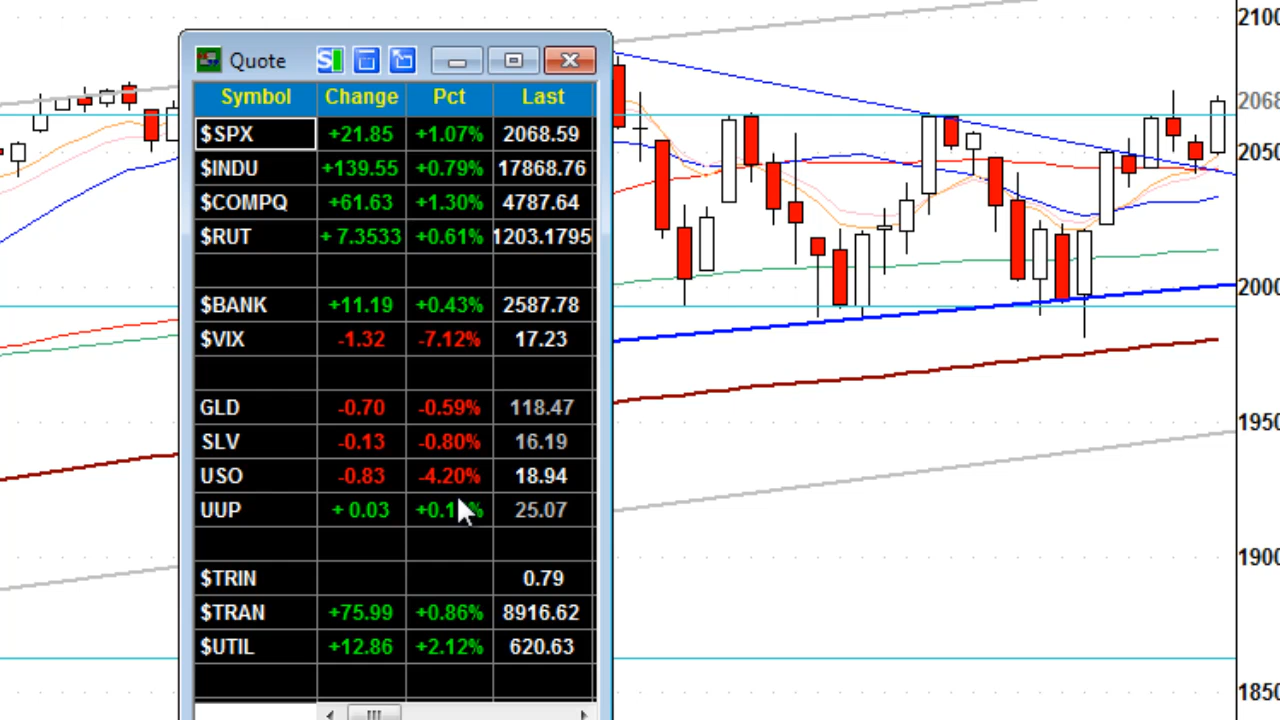 Quote
Symbol Change Pct Last
$SPX +21.85 +1.07% 2068.59
$INDU +139.55 +0.79% 17868.76
$COMPQ +61.63 +1.30% 4787.64
$RUT + 7.3533 +0.61% 1203.1795
$BANK +11.19 +0.43% 2587.78
$VIX -1.32 -7.12% 17.23
GLD -0.70 -0.59% 118.47
SLV -0.13 -0.80% 16.19
USO -0.83 -4.20% 18.94
UUP + 0.03 25.07
$TRIN 0.79
$TRAN +75.99 +0.86% 8916.62
$UTIL +12.86 +2.12% 620.63
2100
2068
2050
2000
1950
1900
1850